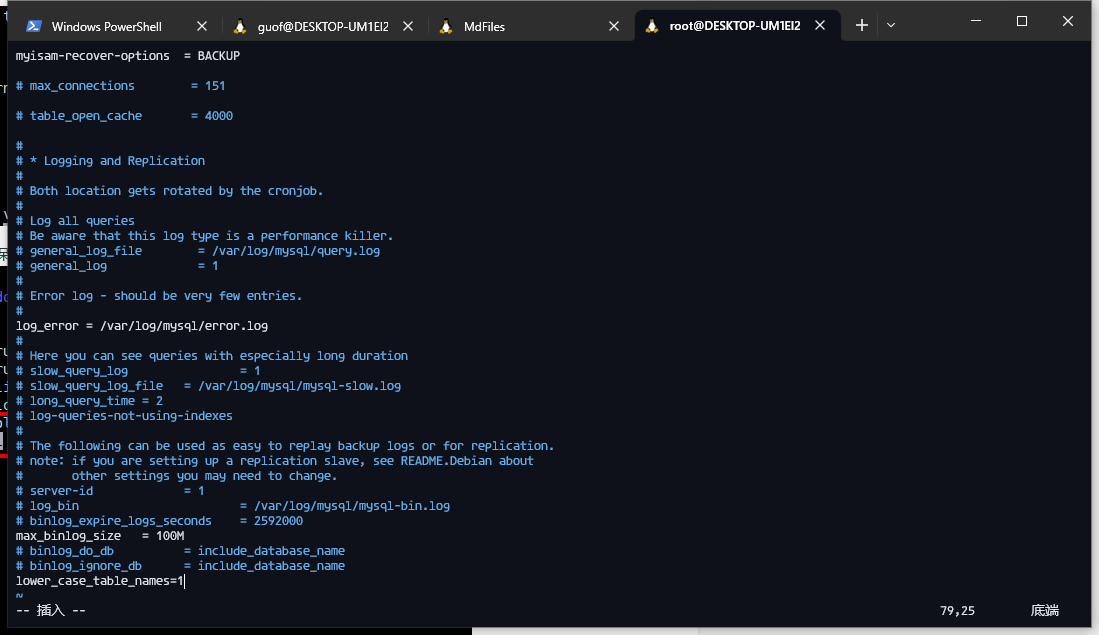 Windows PowerShell
guof@DESKTOP-UM1EI2
MdFiles
root@DESKTOP-UM1EI2
myisam-recover-options  = BACKUP
# max_connections        = 151
# table_open_cache       = 4000
#
# * Logging and Replication
#
# Both location gets rotated by the cronjob.
#
# Log all queries
# Be aware that this log type is a performance killer.
# general_log_file        = /var/log/mysql/query.log
# general_log             = 1
#
# Error log - should be very few entries.
#
log_error = /var/log/mysql/error.log
#
# Here you can see queries with especially long duration
# slow_query_log                = 1
# slow_query_log_file   = /var/log/mysql/mysql-slow.log
# long_query_time = 2
# log-queries-not-using-indexes
#
# The following can be used as easy to replay backup logs or for replication.
# note: if you are setting up a replication slave, see README.Debian about
#       other settings you may need to change.
# server-id             = 1
# log_bin                       = /var/log/mysql/mysql-bin.log
# binlog_expire_logs_seconds    = 2592000
max_binlog_size   = 100M
# binlog_do_db          = include_database_name
# binlog_ignore_db      = include_database_name
lower_case_table_names=1
~
-- 插入 -- 79,25 底端